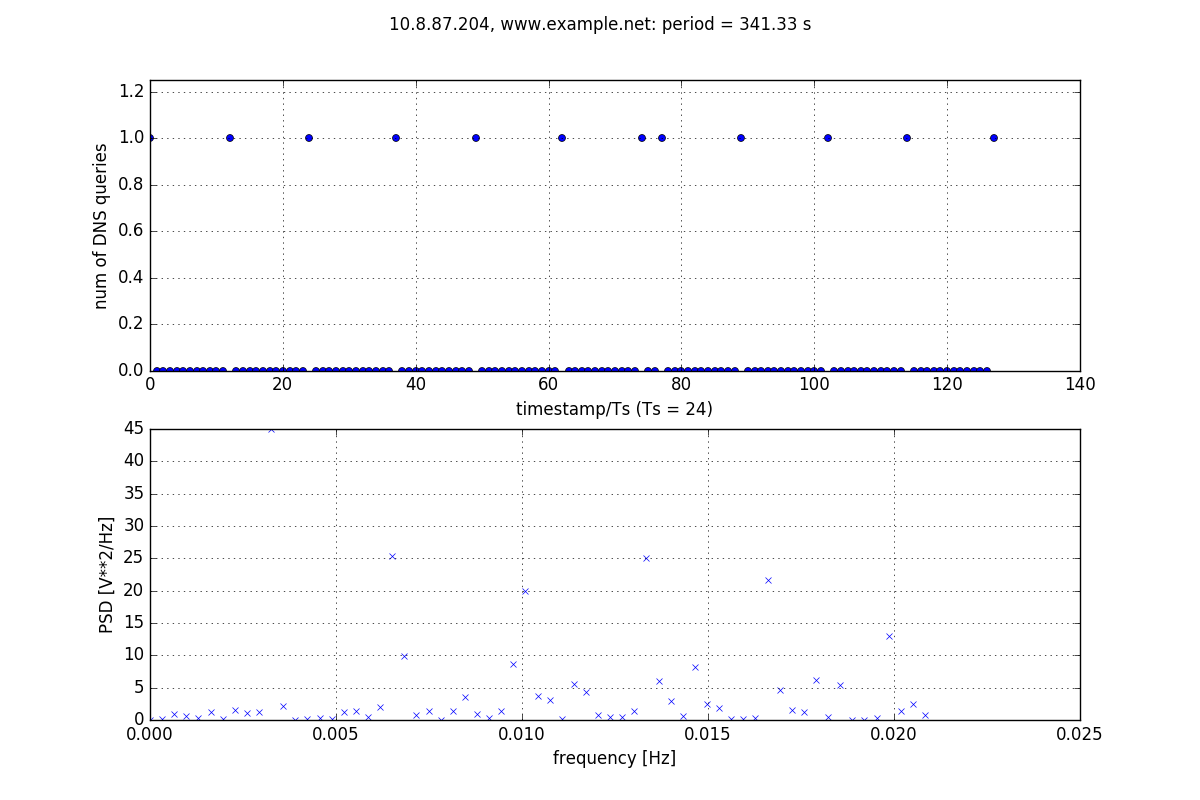 10.8.87.204, www.example.net: period = 341.33 s
num of DNS queries
1.2
1.0
0.8
0.6
0.4
0.2
0.0
0 20 40 60 80 100 120 140
timestamp/Ts (Ts = 24)
PSD [V**2/Hz]
45
40
35
30
25
20
15
10
5
0
0.000 0.005 0.010 0.015 0.020 0.025
frequency [Hz]